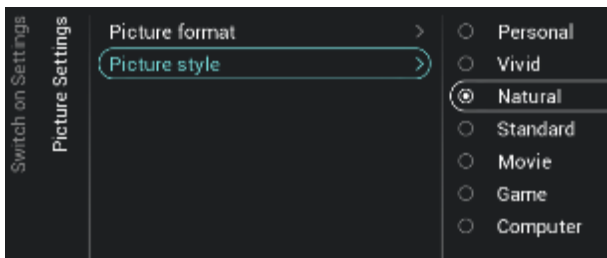 Switch on Settings
Picture Settings
Picture format
Picture style
Personal
Vivid
Natural
Standard
Movie
Game
Computer